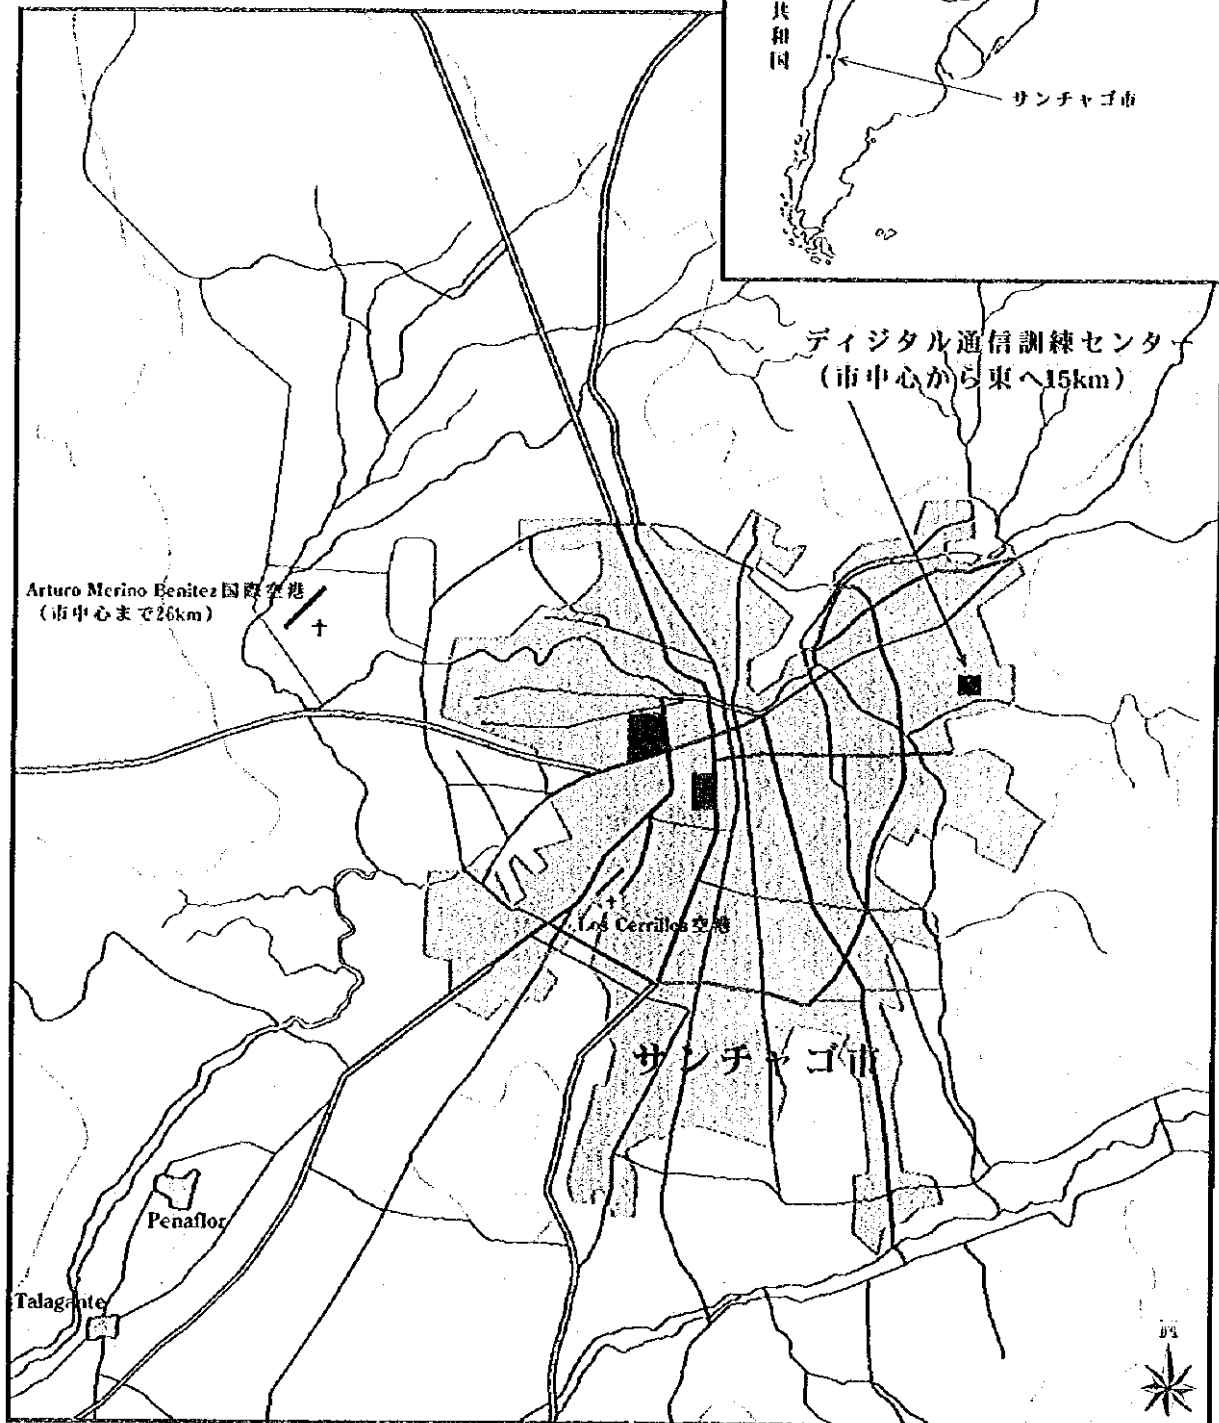 共和国
サンチャゴ市
ディジタル通信訓練センター
(市中心から東へ15km)
Arturo Merino Benitez国際空港
(市中心まで26km)
Los Cerrillos空港
サンチャゴ市
Penaflor
Talagante